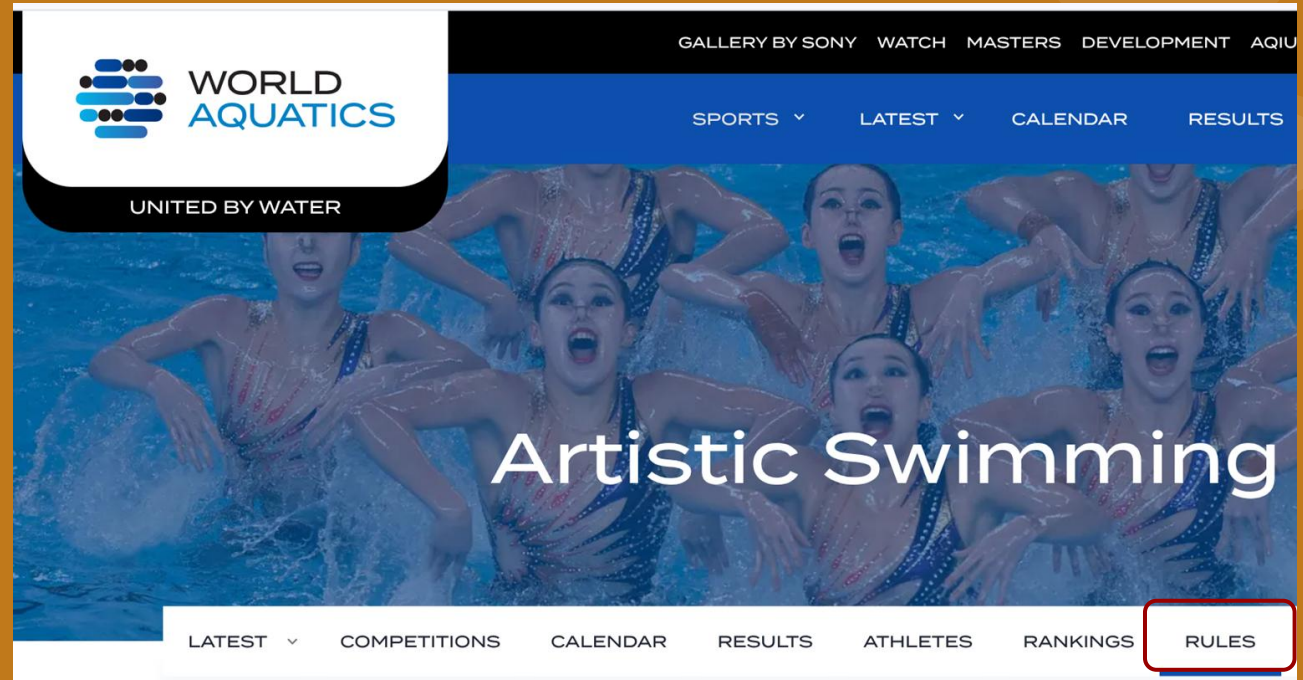 GALLERY BY SONY WATCH MASTERS DEVELOPMENT AQIU
WORLD
AQUATICS
SPORTS LATEST CALENDAR RESULTS
UNITED BY WATER
Artistic Swimming
LATEST COMPETITIONS CALENDAR RESULTS ATHLETES RANKINGS RULES